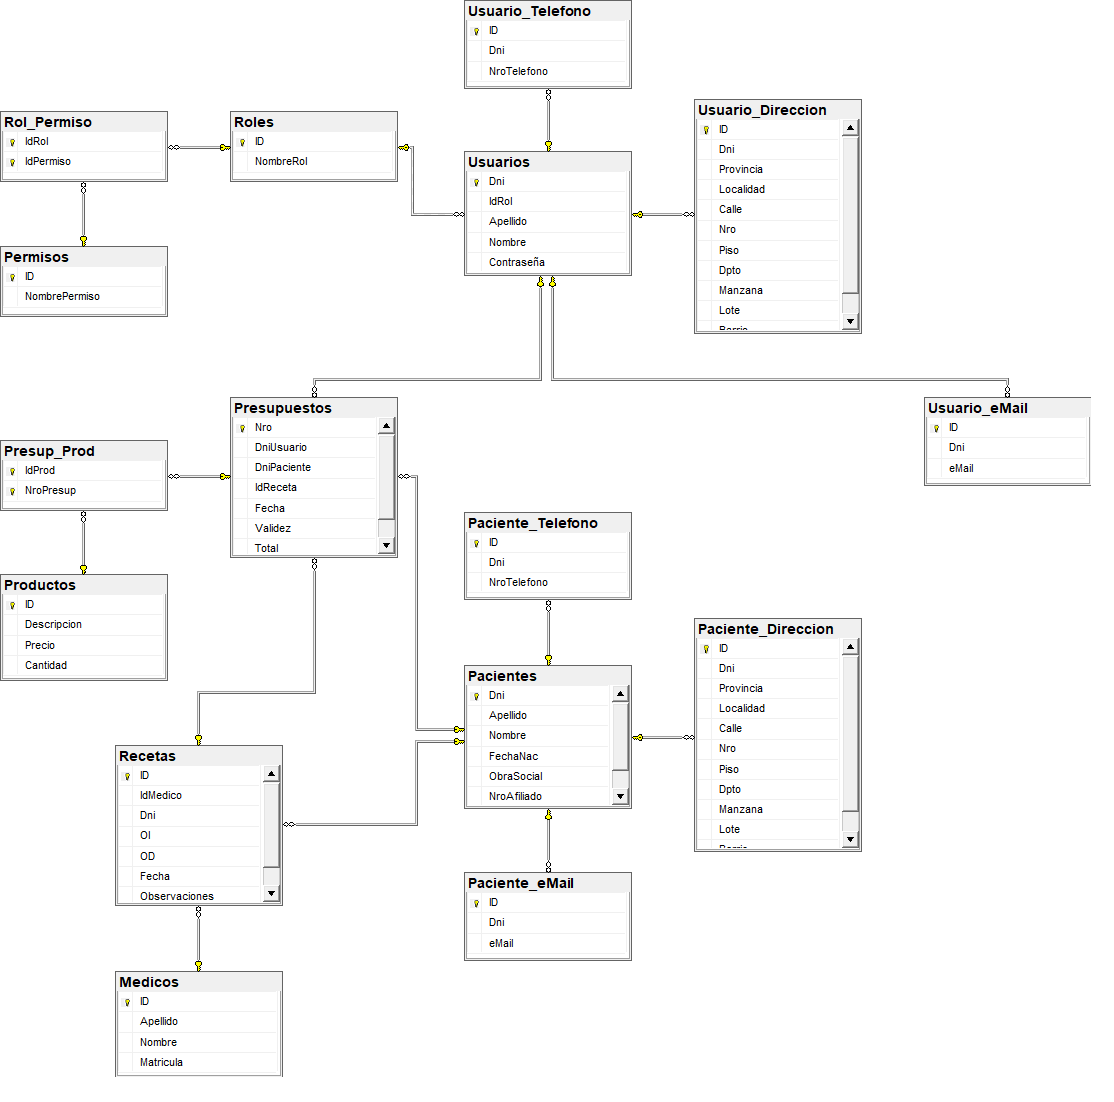 Usuario_Telefono
ID
Dni
NroTelefono
Rol_Permiso
IdRol
IdPermiso
Roles
ID
NombreRol
Usuarios
Dni
IdRol
Apellido
Nombre
Contraseña
Usuario_Direccion
ID
Dni
Provincia
Localidad
Calle
Nro
Piso
Dpto
Manzana
Lote
Barrio
Permisos
ID
NombrePermiso
Presupuestos
Nro
DniUsuario
DniPaciente
IdReceta
Fecha
Validez
Total
Usuario_eMail
ID
Dni
eMail
Presup_Prod
IdProd
NroPresup
Productos
ID
Descripcion
Precio
Cantidad
Paciente_Telefono
ID
Dni
NroTelefono
Pacientes
Dni
Apellido
Nombre
FechaNac
ObraSocial
NroAfiliado
Paciente_Direccion
ID
Dni
Provincia
Localidad
Calle
Nro
Piso
Dpto
Manzana
Lote
Barrio
Recetas
ID
IdMedico
Dni
OI
OD
Fecha
Observaciones
Paciente_eMail
ID
Dni
eMail
Medicos
ID
Apellido
Nombre
Matricula